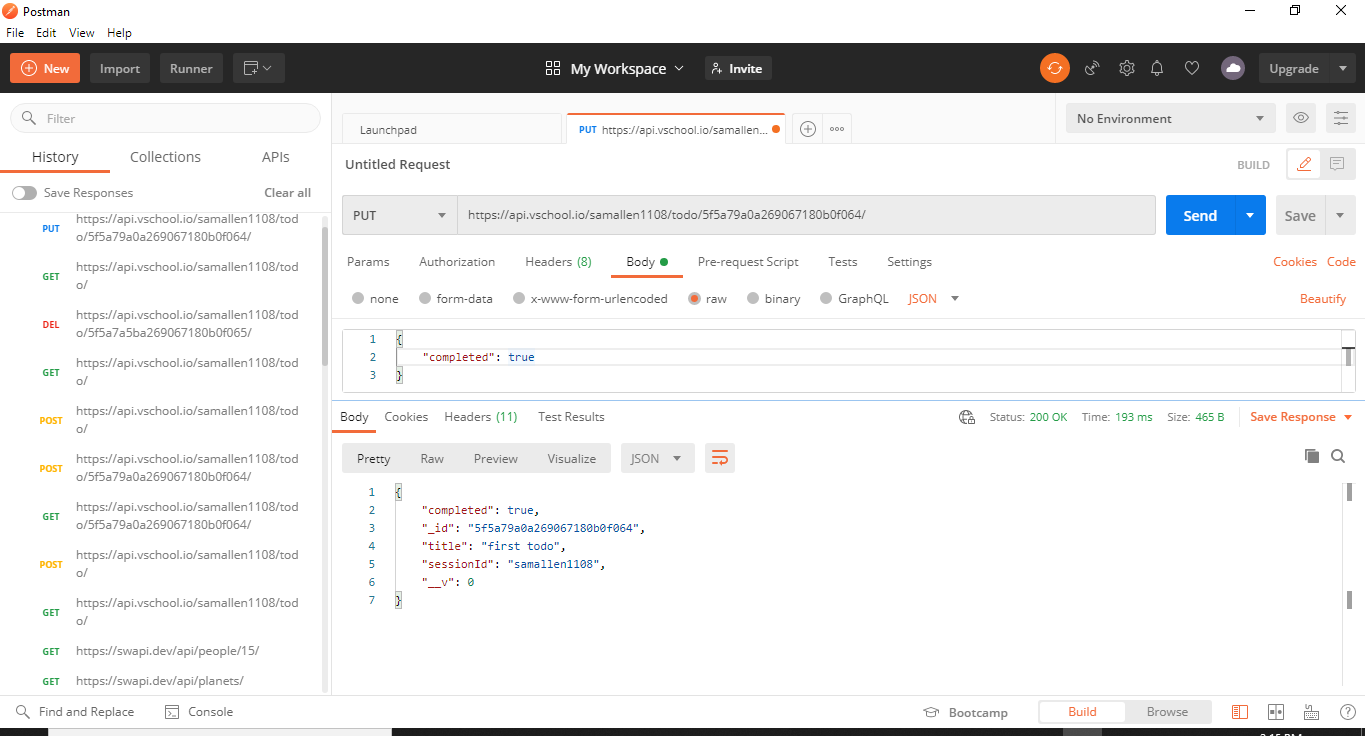 Postman
File Edit View Help
New Import Runner My Workspace Invite Upgrade
Filter
History Collections APIs
Save Responses Clear all
PUT https://api.vschool.io/samallen1108/tod
o/5f5a79a0a269067180b0f064/
GET https://api.vschool.io/samallen1108/tod
o/
DEL https://api.vschool.io/samallen1108/tod
o/5f5a7a5ba269067180b0f065/
GET https://api.vschool.io/samallen1108/tod
o/
POST https://api.vschool.io/samallen1108/tod
o/
POST https://api.vschool.io/samallen1108/tod
o/5f5a79a0a269067180b0f064/
GET https://api.vschool.io/samallen1108/tod
o/5f5a79a0a269067180b0f064/
POST https://api.vschool.io/samallen1108/tod
o/
GET https://api.vschool.io/samallen1108/tod
o/
GET https://swapi.dev/api/people/15/
GET https://swapi.dev/api/planets/
Launchpad PUT https://api.vschool.io/samallen... No Environment
Untitled Request BUILD
PUT https://api.vschool.io/samallen1108/todo/5f5a79a0a269067180b0f064/ Send Save
Params Authorization Headers (8) Body Pre-request Script Tests Settings Cookies Code
none form-data x-www-form-urlencoded raw binary GraphQL JSON Beautify
1 {
2 "completed": true
3 }
Body Cookies Headers (11) Test Results Status: 200 OK Time: 193 ms Size: 465 B Save Response
Pretty Raw Preview Visualize JSON
1 {
2 "completed": true,
3 "_id": "5f5a79a0a269067180b0f064",
4 "title": "first todo",
5 "sessionId": "samallen1108",
6 "__v": 0
7 }
Find and Replace Console Bootcamp Build Browse